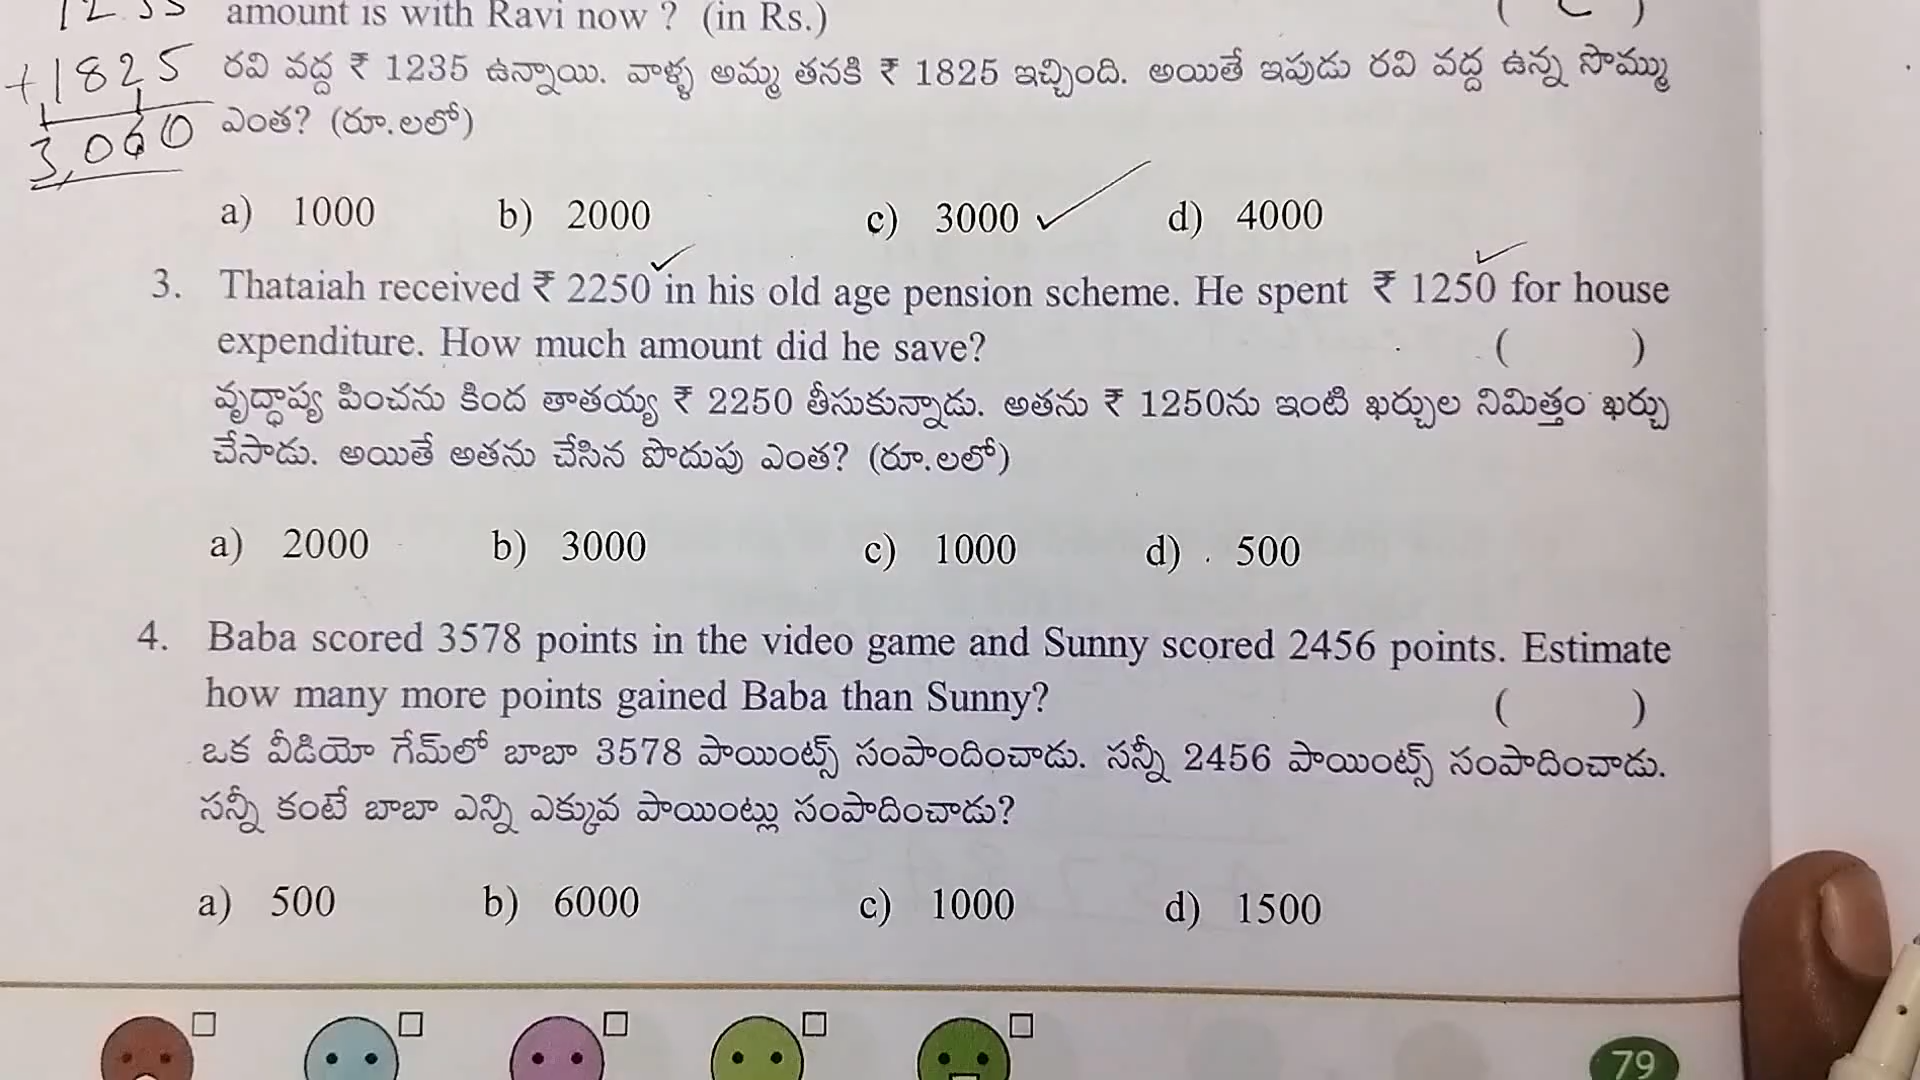 amount is with Ravi now ? (in Rs.) ( c )
+1825
3,060
రవి వద్ద ₹ 1235 ఉన్నాయి. వాళ్ళ అమ్మ తనకి ₹ 1825 ఇచ్చింది. అయితే ఇపుడు రవి వద్ద ఉన్న సొమ్ము
ఎంత? (రూ.లలో)
a) 1000 b) 2000 c) 3000 ✓ d) 4000
3. Thataiah received ₹ 2250 in his old age pension scheme. He spent ₹ 1250 for house
expenditure. How much amount did he save? ( )
వృద్ధాప్య పించను కింద తాతయ్య ₹ 2250 తీసుకున్నాడు. అతను ₹ 1250ను ఇంటి ఖర్చుల నిమిత్తం ఖర్చు
చేసాడు. అయితే అతను చేసిన పొదుపు ఎంత? (రూ.లలో)
a) 2000 b) 3000 c) 1000 d) 500
4. Baba scored 3578 points in the video game and Sunny scored 2456 points. Estimate
how many more points gained Baba than Sunny? ( )
ఒక వీడియో గేమ్‌లో బాబా 3578 పాయింట్స్ సంపాందించాడు. సన్నీ 2456 పాయింట్స్ సంపాదించాడు.
సన్నీ కంటే బాబా ఎన్ని ఎక్కువ పాయింట్లు సంపాదించాడు?
a) 500 b) 6000 c) 1000 d) 1500
79